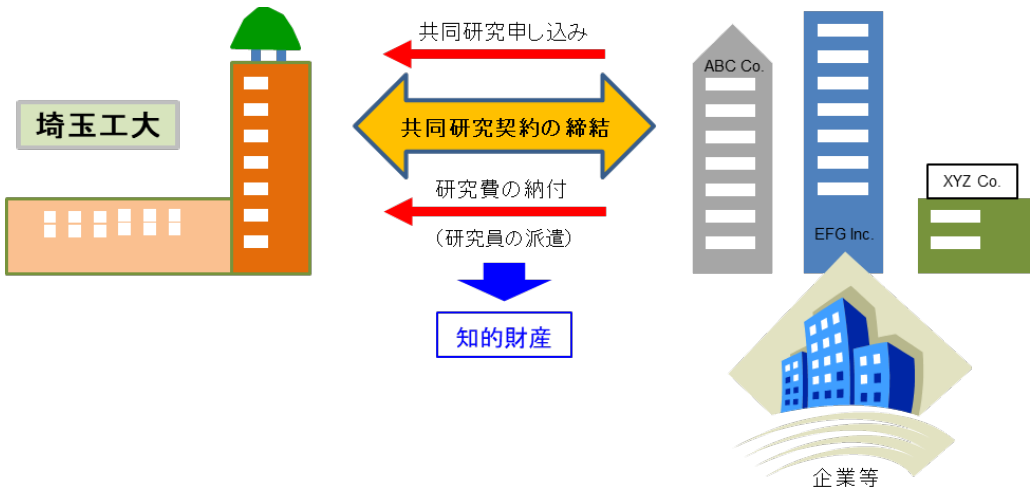 共同研究申し込み
ABC Co.
埼玉工大
共同研究契約の締結
研究費の納付
XYZ Co.
(研究員の派遣)
EFG Inc.
知的財産
企業等